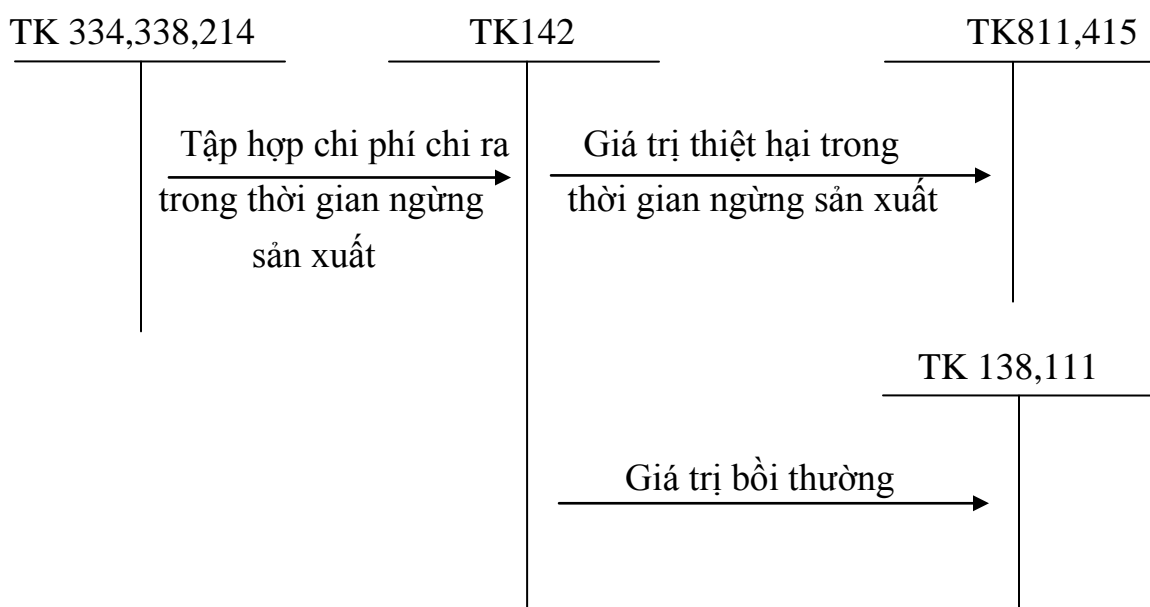 TK 334,338,214
TK142
TK811,415
Tập hợp chi phí chi ra
trong thời gian ngừng
sản xuất
Giá trị thiệt hại trong
thời gian ngừng sản xuất
TK 138,111
Giá trị bồi thường